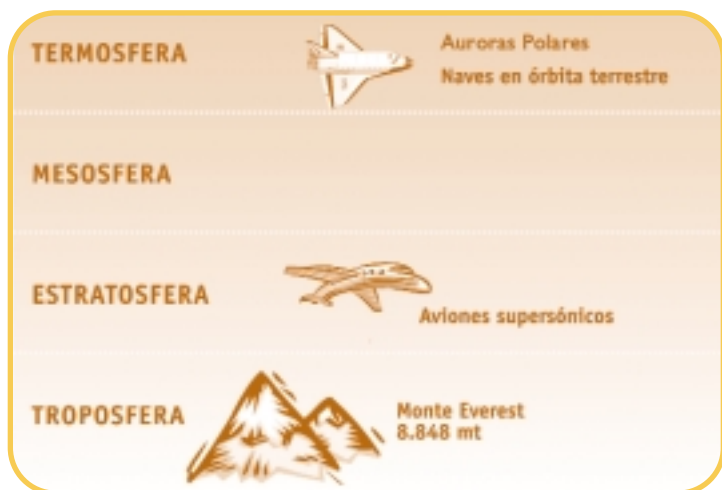 TERMOSFERA
Auroras Polares
Naves en órbita terrestre
MESOSFERA
ESTRATOSFERA
Aviones supersónicos
TROPOSFERA
Monte Everest
8.848 mt